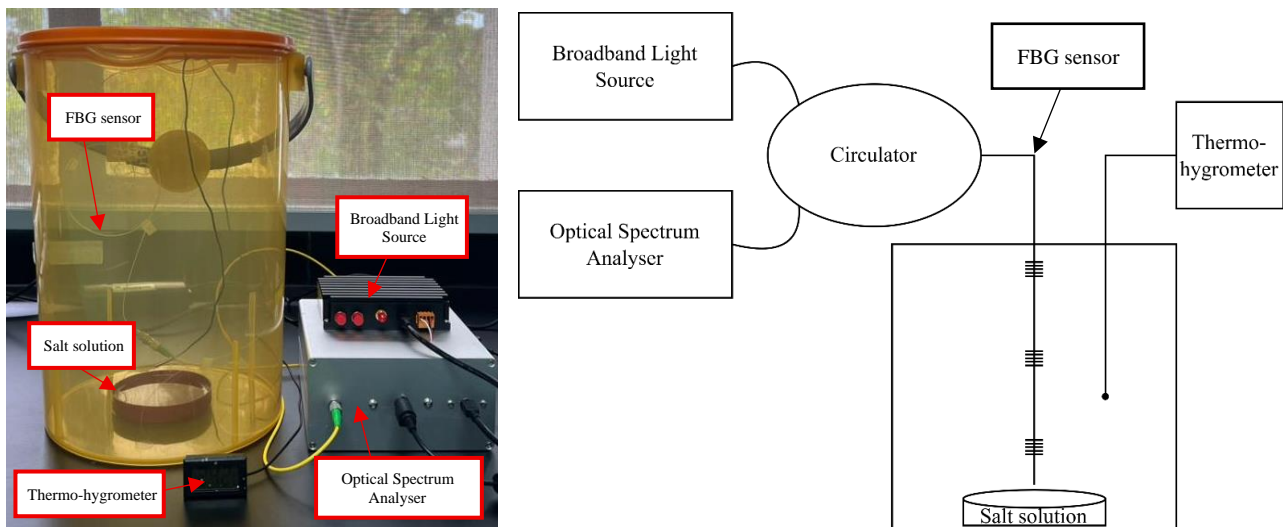 FBG sensor
Broadband Light
Source
Salt solution
Thermo-hygrometer
Optical Spectrum
Analyser
Broadband Light
Source
Optical Spectrum
Analyser
Circulator
FBG sensor
Thermo-
hygrometer
Salt solution